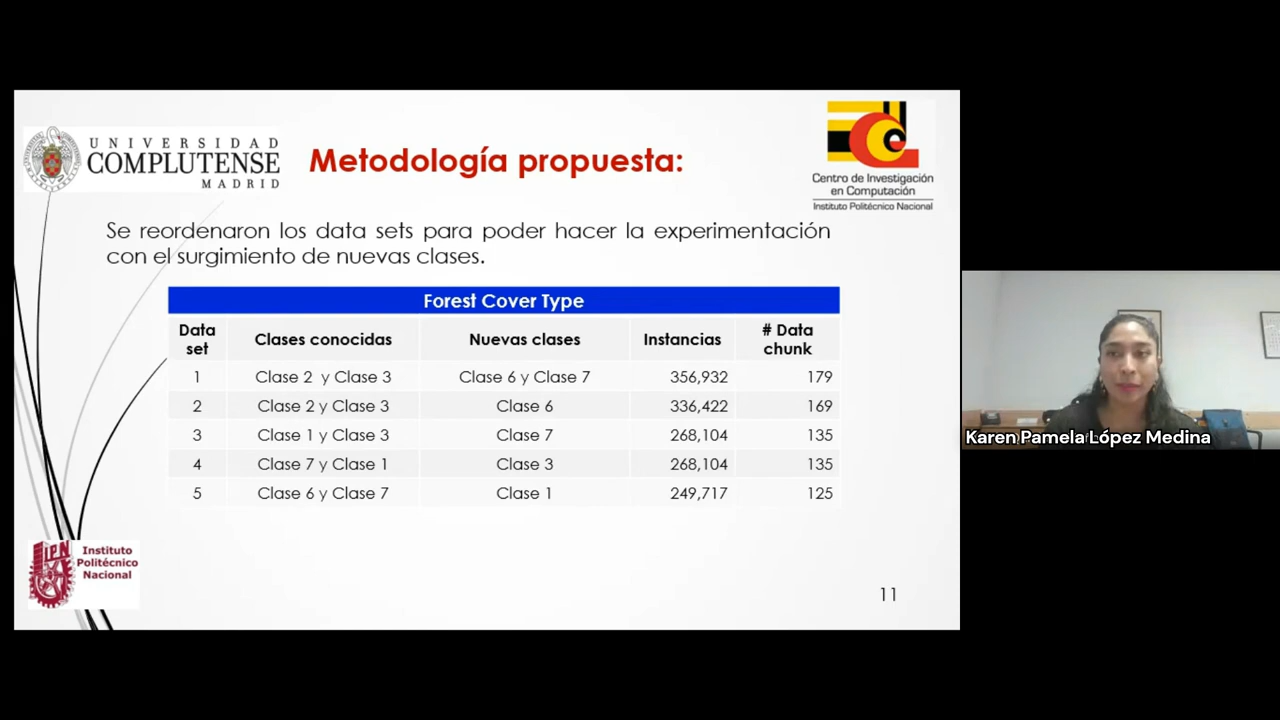 UNIVERSIDAD
COMPLUTENSE
MADRID
Metodología propuesta:
Centro de Investigación
en Computación
Instituto Politécnico Nacional
Se reordenaron los data sets para poder hacer la experimentación
con el surgimiento de nuevas clases.
Forest Cover Type
Data set Clases conocidas Nuevas clases Instancias # Data chunk
1 Clase 2 y Clase 3 Clase 6 y Clase 7 356,932 179
2 Clase 2 y Clase 3 Clase 6 336,422 169
3 Clase 1 y Clase 3 Clase 7 268,104 135
4 Clase 7 y Clase 1 Clase 3 268,104 135
5 Clase 6 y Clase 7 Clase 1 249,717 125
Karen Pamela López Medina
I.P.N
Instituto
Politécnico
Nacional
11